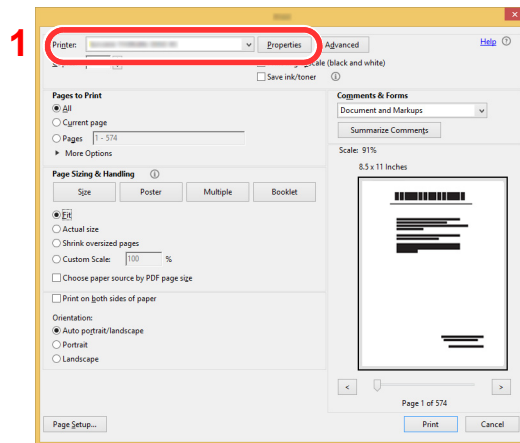 1
Printer:
Properties
Advanced
Help
(black and white)
Save ink/toner
Pages to Print
All
Current page
Pages 1 - 574
More Options
Comments & Forms
Document and Markups
Summarize Comments
Scale: 91%
8.5 x 11 Inches
Page Sizing & Handling
Size Poster Multiple Booklet
Fit
Actual size
Shrink oversized pages
Custom Scale: 100 %
Choose paper source by PDF page size
Print on both sides of paper
Orientation:
Auto portrait/landscape
Portrait
Landscape
< >
Page 1 of 574
Page Setup...
Print Cancel